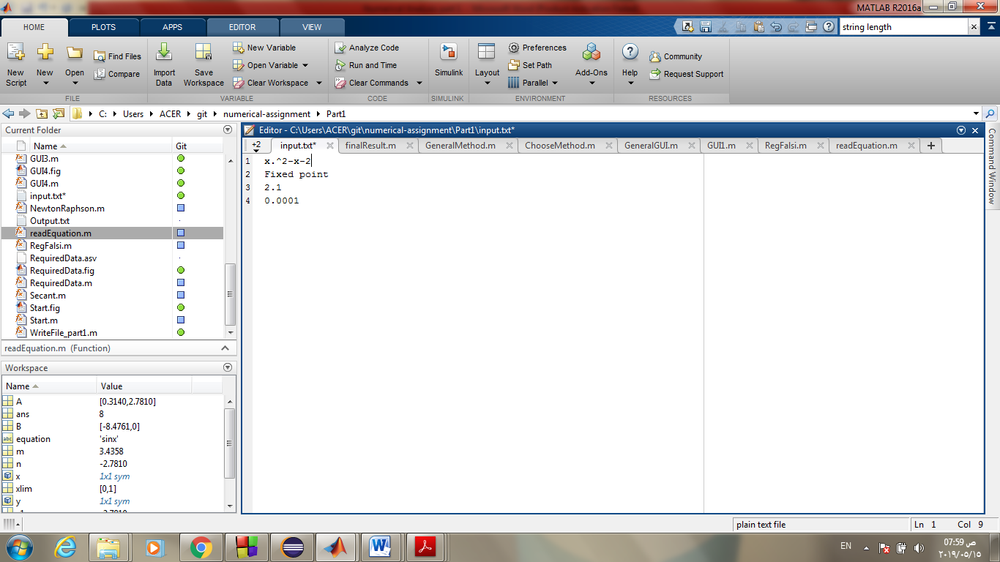 MATLAB R2016a
HOME PLOTS APPS EDITOR VIEW
string length
New Script
New
Open
Find Files
Compare
FILE
Import Data
Save Workspace
New Variable
Open Variable
Clear Workspace
VARIABLE
Analyze Code
Run and Time
Clear Commands
CODE
Simulink
SIMULINK
Layout
Preferences
Set Path
Parallel
Add-Ons
ENVIRONMENT
Help
Community
Request Support
RESOURCES
C: Users ACER git numerical-assignment Part1
Current Folder
Name Git
GUI3.m
GUI4.fig
GUI4.m
input.txt*
NewtonRaphson.m
Output.txt
readEquation.m
RegFalsi.m
RequiredData.asv
RequiredData.fig
RequiredData.m
Secant.m
Start.fig
Start.m
WriteFile_part1.m
readEquation.m (Function)
Workspace
Name Value
A [0.3140,2.7810]
ans 8
B [-8.4761,0]
abc equation 'sinx'
m 3.4358
n -2.7810
x 1x1 sym
xlim [0,1]
y 1x1 sym
Editor - C:\Users\ACER\git\numerical-assignment\Part1\input.txt*
+2 input.txt* finalResult.m GeneralMethod.m ChooseMethod.m GeneralGUI.m GUI1.m RegFalsi.m readEquation.m
1 x.^2-x-2
2 Fixed point
3 2.1
4 0.0001
Command Window
plain text file Ln 1 Col 9
EN
07:59 ص
٢٠١٩/٠٥/١٥